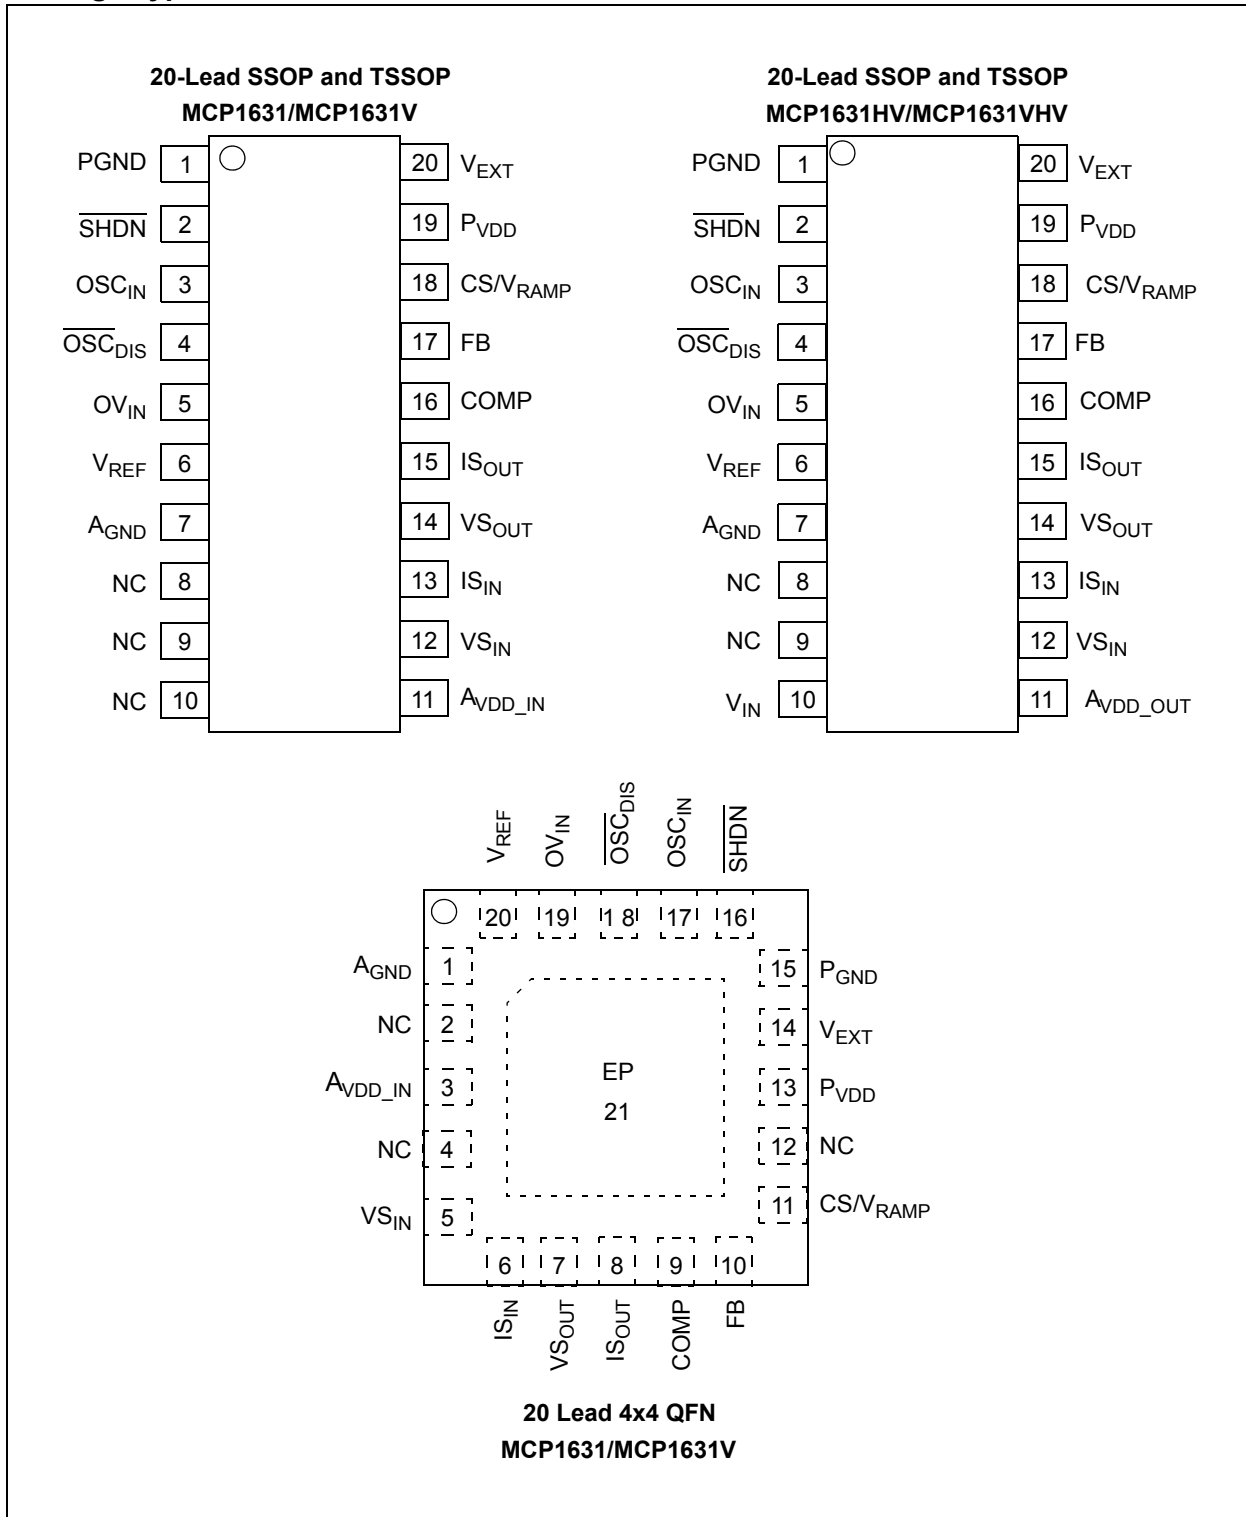 20-Lead SSOP and TSSOP
MCP1631/MCP1631V
PGND 1 20 VEXT
SHDN 2 19 PVDD
OSCIN 3 18 CS/VRAMP
OSCDIS 4 17 FB
OVIN 5 16 COMP
VREF 6 15 ISOUT
AGND 7 14 VSOUT
NC 8 13 ISIN
NC 9 12 VSIN
NC 10 11 AVDD_IN
20-Lead SSOP and TSSOP
MCP1631HV/MCP1631VHV
PGND 1 20 VEXT
SHDN 2 19 PVDD
OSCIN 3 18 CS/VRAMP
OSCDIS 4 17 FB
OVIN 5 16 COMP
VREF 6 15 ISOUT
AGND 7 14 VSOUT
NC 8 13 ISIN
NC 9 12 VSIN
VIN 10 11 AVDD_OUT
VREF OVIN OSCDIS OSCIN SHDN
20 19 1 8 17 16
AGND 1 15 PGND
NC 2 14 VEXT
AVDD_IN 3 EP 13 PVDD
21
NC 4 12 NC
VSIN 5 11 CS/VRAMP
6 7 8 9 10
ISIN VSOUT ISOUT COMP FB
20 Lead 4x4 QFN
MCP1631/MCP1631V